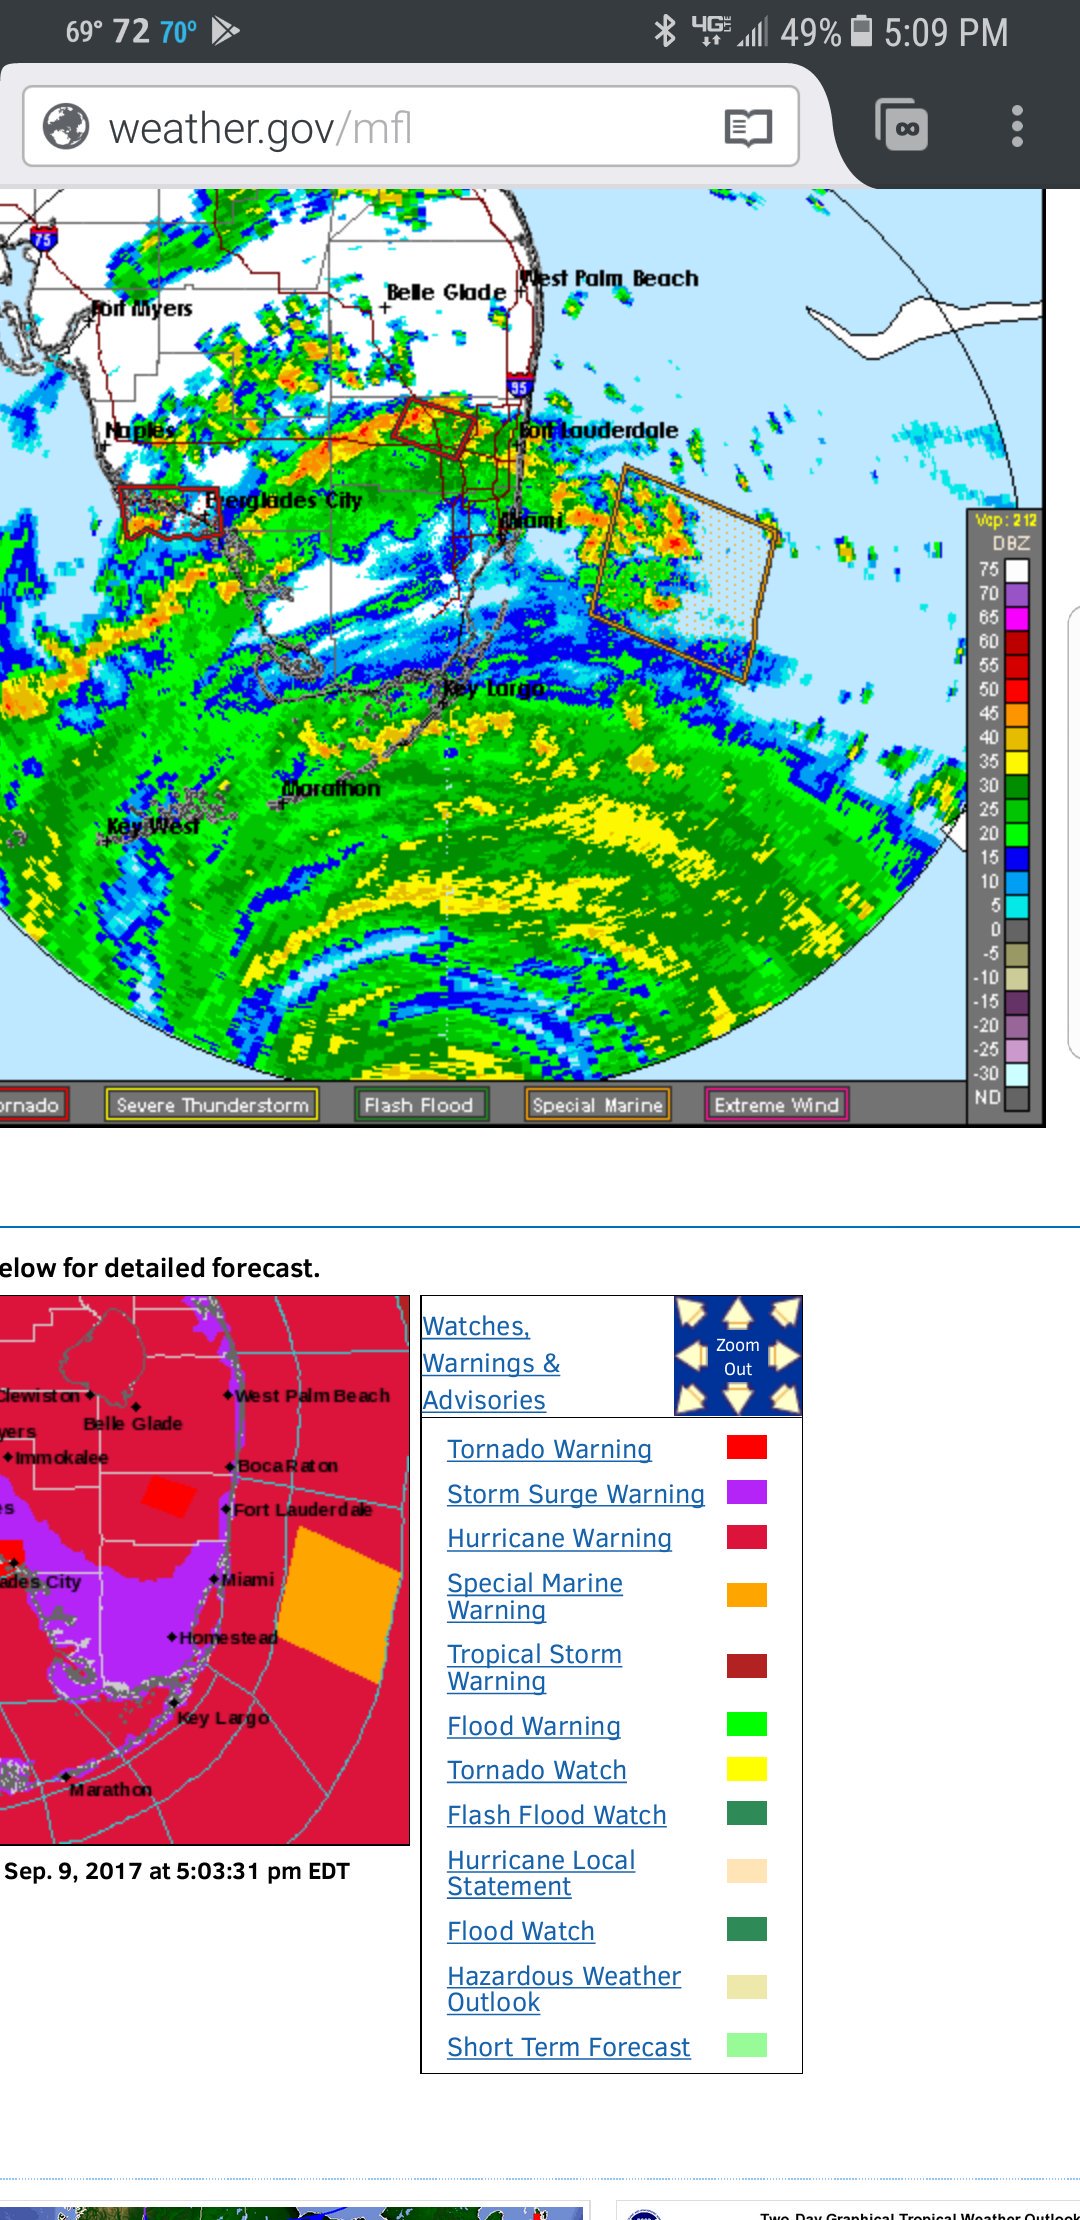 69° 72 70° 4G LTE 49% 5:09 PM
weather.gov/mfl
75
West Palm Beach
Belle Glade
Fort Myers
95
Naples
Fort Lauderdale
Everglades City
Miami
Vcp: 212
DBZ
75
70
65
60
55
50
45
40
35
30
25
20
15
10
5
0
-5
-10
-15
-20
-25
-30
ND
Key Largo
Marathon
Key West
ornado
Severe Thunderstorm
Flash Flood
Special Marine
Extreme Wind
elow for detailed forecast.
Clewiston
West Palm Beach
Belle Glade
yers
Immokalee
Boca Raton
es
Fort Lauderdale
ades City
Miami
Homestead
Key Largo
Marathon
Sep. 9, 2017 at 5:03:31 pm EDT
Watches,
Warnings &
Advisories
Zoom
Out
Tornado Warning
Storm Surge Warning
Hurricane Warning
Special Marine
Warning
Tropical Storm
Warning
Flood Warning
Tornado Watch
Flash Flood Watch
Hurricane Local
Statement
Flood Watch
Hazardous Weather
Outlook
Short Term Forecast
Two-Day Graphical Tropical Weather Outlook